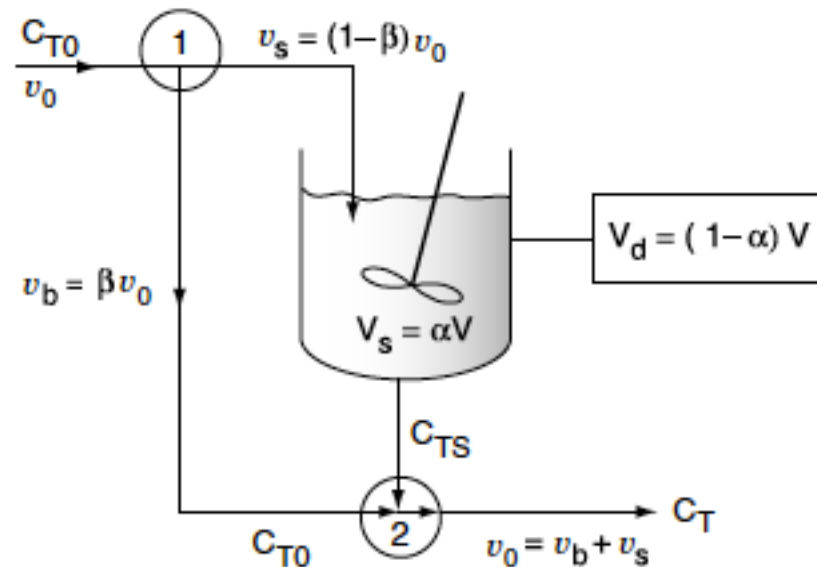 C_T0
v_0
1
v_s = (1−β) v_0
v_b = βv_0
V_s = αV
V_d = ( 1− α) V
C_TS
C_T0
2
v_0 = v_b + v_s
C_T